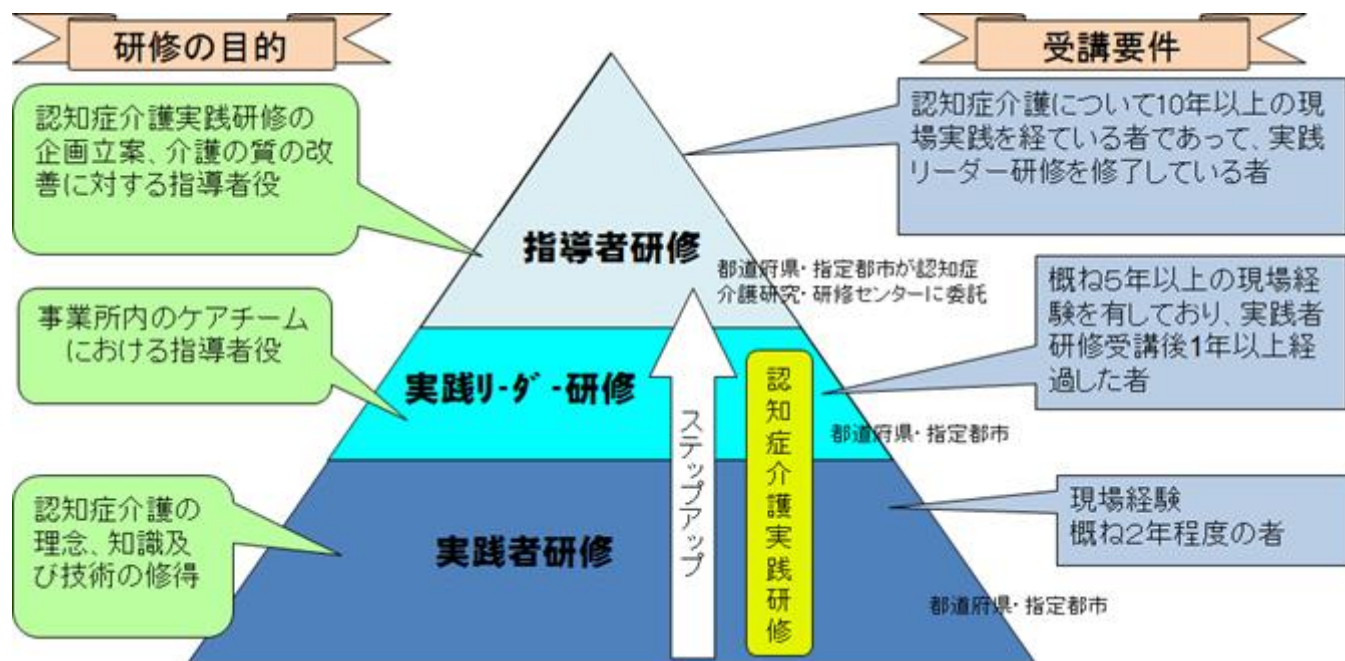 研修の目的
受講要件
認知症介護実践研修の
企画立案、介護の質の改
善に対する指導者役
認知症介護について10年以上の現
場実践を経ている者であって、実践
リーダー研修を修了している者
指導者研修
都道府県・指定都市が認知症
介護研究・研修センターに委託
事業所内のケアチーム
における指導者役
概ね5年以上の現場経
験を有しており、実践者
研修受講後1年以上経
過した者
実践ﾘ-ﾀﾞ-研修
都道府県・指定都市
ステップアップ
認知症介護実践研修
認知症介護の
理念、知識及
び技術の修得
実践者研修
現場経験
概ね2年程度の者
都道府県・指定都市